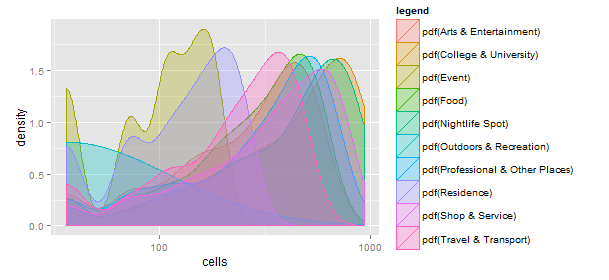 legend
pdf(Arts & Entertainment)
pdf(College & University)
pdf(Event)
pdf(Food)
pdf(Nightlife Spot)
pdf(Outdoors & Recreation)
pdf(Professional & Other Places)
pdf(Residence)
pdf(Shop & Service)
pdf(Travel & Transport)
density
1.5
1.0
0.5
0.0
100
1000
cells